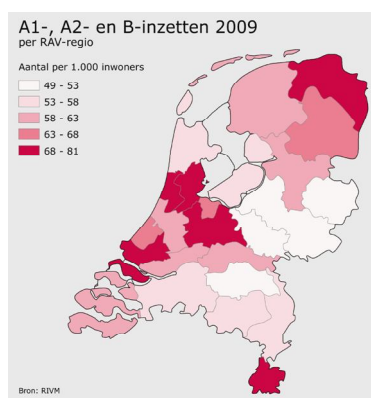 A1-, A2- en B-inzetten 2009
per RAV-regio
Aantal per 1.000 inwoners
49 - 53
53 - 58
58 - 63
63 - 68
68 - 81
Bron: RIVM